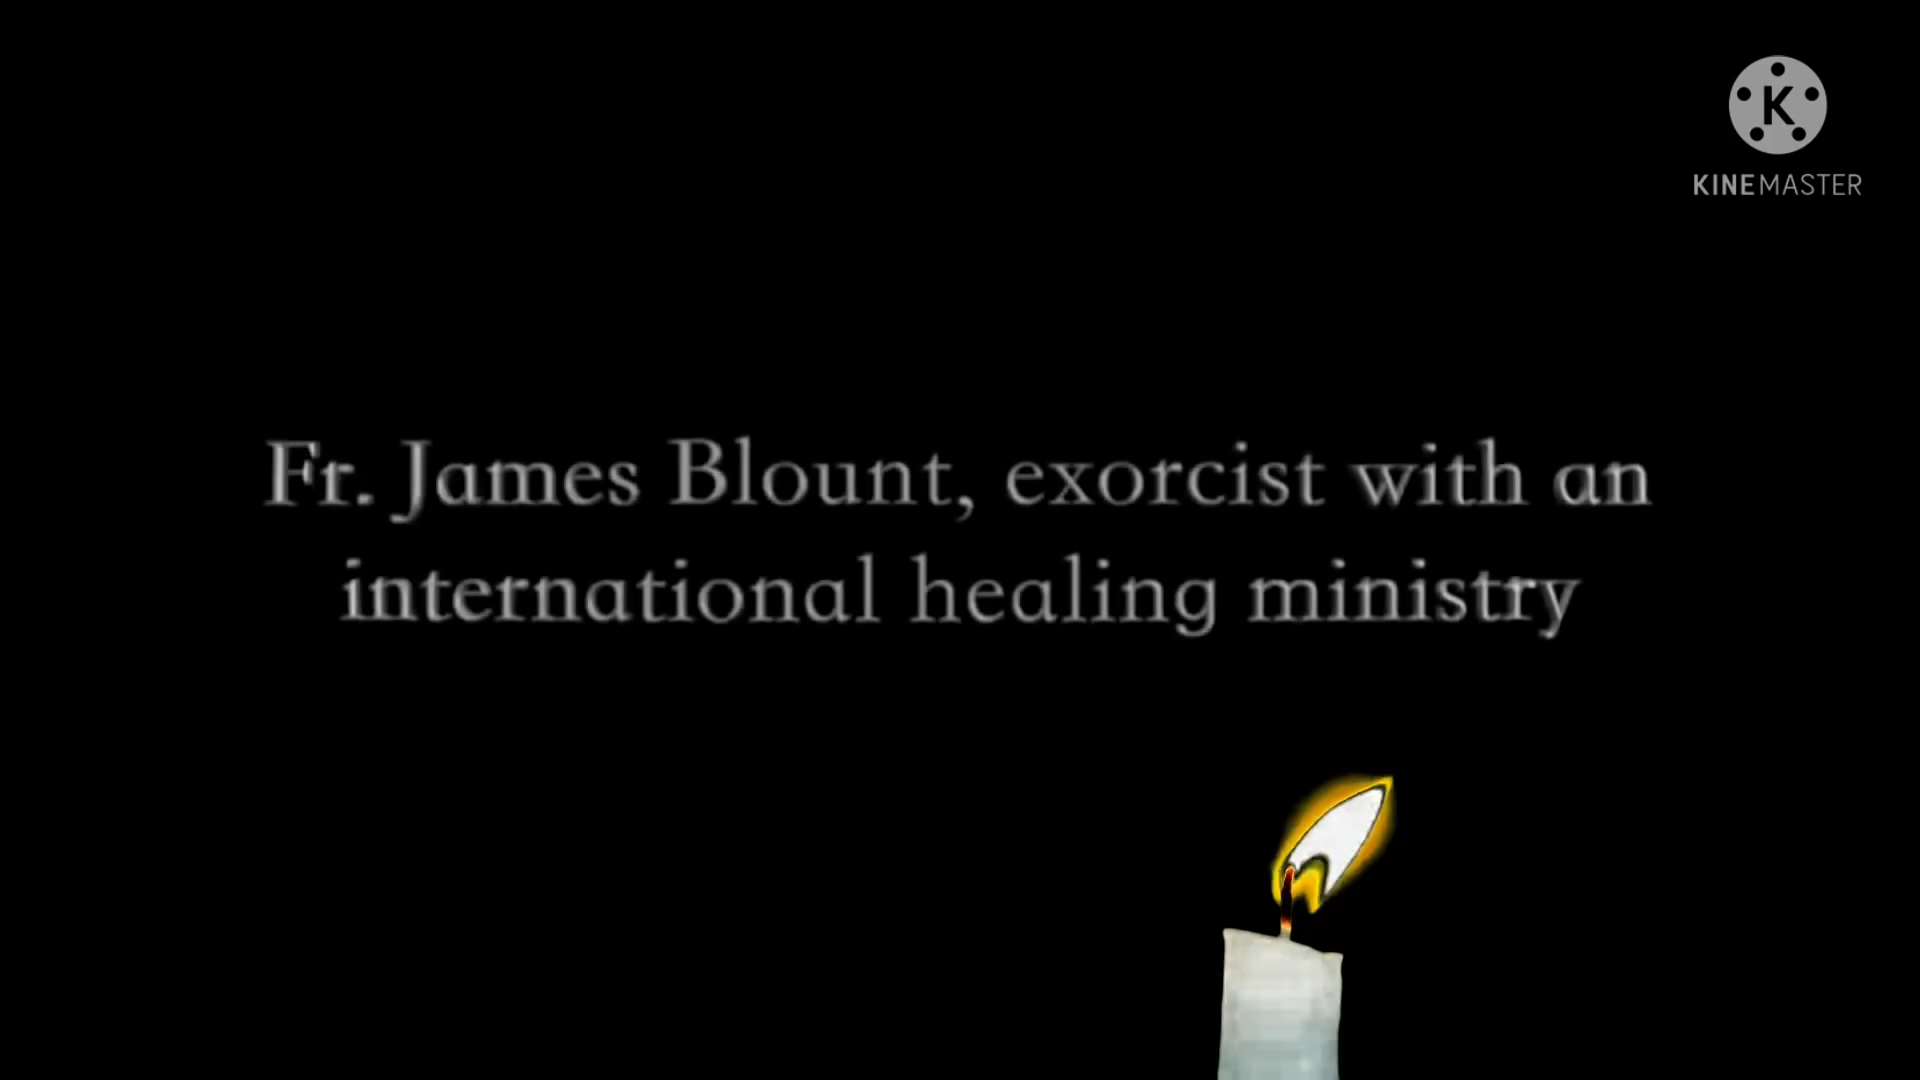 K
KINEMASTER
Fr. James Blount, exorcist with an
international healing ministry